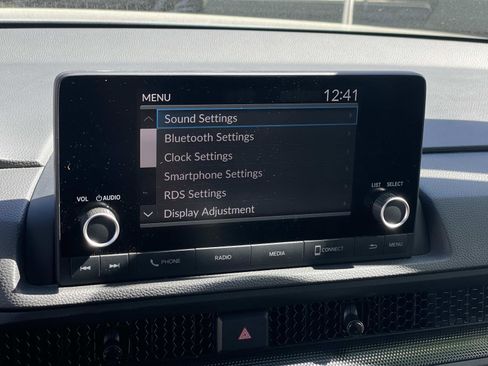 MENU 12:41
Sound Settings
Bluetooth Settings
Clock Settings
Smartphone Settings
RDS Settings
Display Adjustment
VOL AUDIO
LIST SELECT
PHONE RADIO MEDIA CONNECT MENU